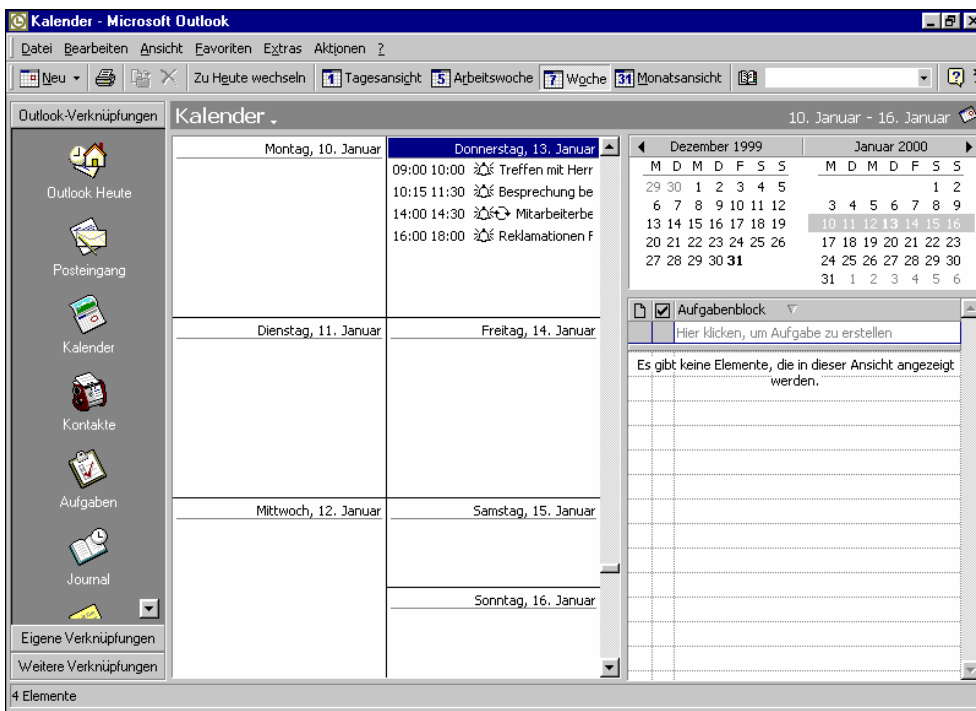 Kalender - Microsoft Outlook
Datei Bearbeiten Ansicht Favoriten Extras Aktionen ?
Neu Zu Heute wechseln 1 Tagesansicht 5 Arbeitswoche 7 Woche 31 Monatsansicht
Outlook-Verknüpfungen
Kalender 10. Januar - 16. Januar
Outlook Heute
Posteingang
Kalender
Kontakte
Aufgaben
Journal
Eigene Verknüpfungen
Weitere Verknüpfungen
Montag, 10. Januar
Dienstag, 11. Januar
Mittwoch, 12. Januar
Donnerstag, 13. Januar
09:00 10:00 Treffen mit Herr
10:15 11:30 Besprechung be
14:00 14:30 Mitarbeiterbe
16:00 18:00 Reklamationen F
Freitag, 14. Januar
Samstag, 15. Januar
Sonntag, 16. Januar
Dezember 1999
M D M D F S S
29 30 1 2 3 4 5
6 7 8 9 10 11 12
13 14 15 16 17 18 19
20 21 22 23 24 25 26
27 28 29 30 31
Januar 2000
M D M D F S S
1 2
3 4 5 6 7 8 9
10 11 12 13 14 15 16
17 18 19 20 21 22 23
24 25 26 27 28 29 30
31 1 2 3 4 5 6
Aufgabenblock
Hier klicken, um Aufgabe zu erstellen
Es gibt keine Elemente, die in dieser Ansicht angezeigt
werden.
4 Elemente